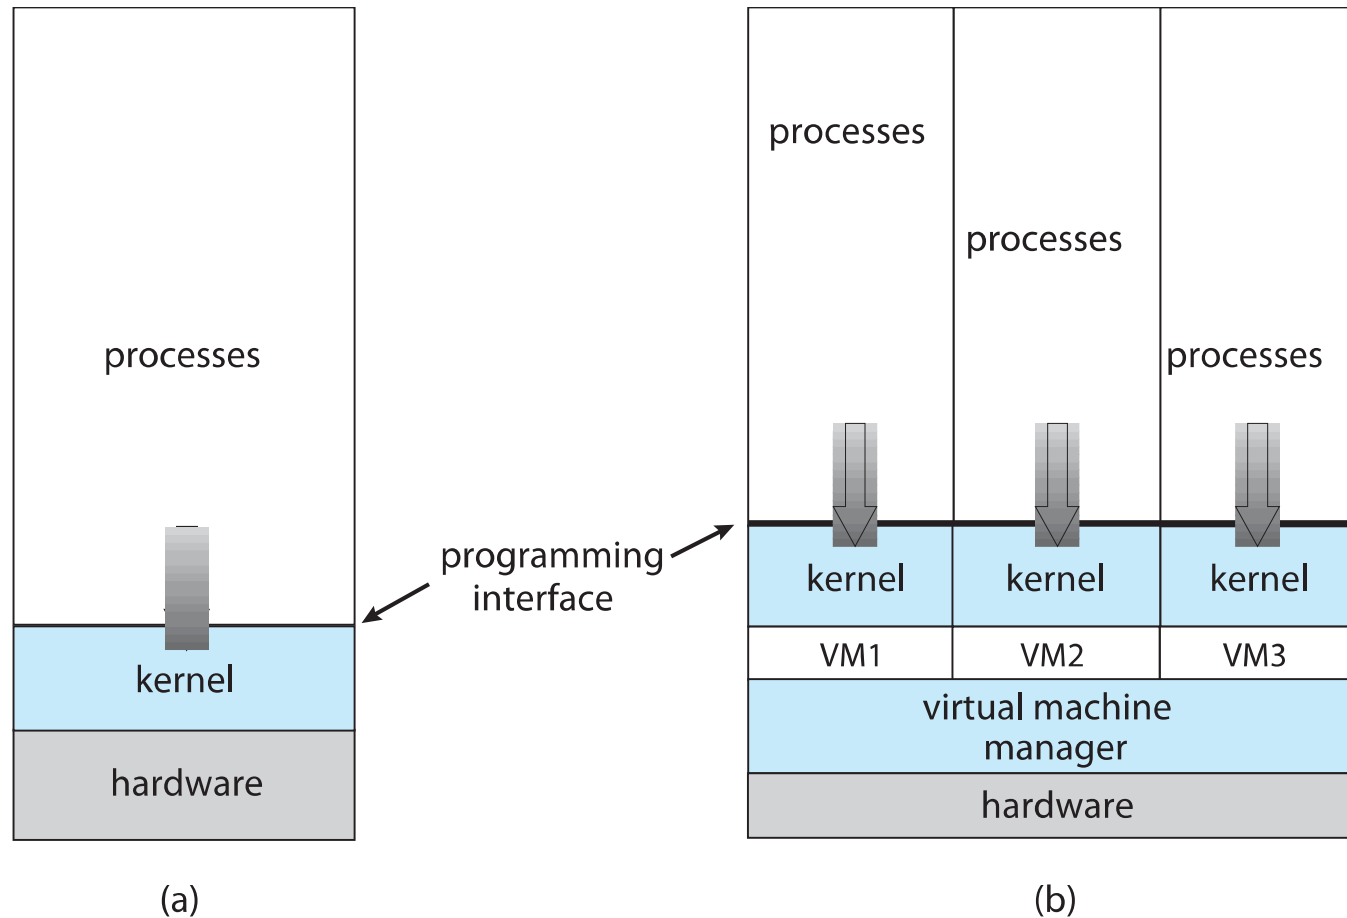 processes
kernel
hardware
(a)
programming
interface
processes
processes
processes
kernel
kernel
kernel
VM1
VM2
VM3
virtual machine
manager
hardware
(b)